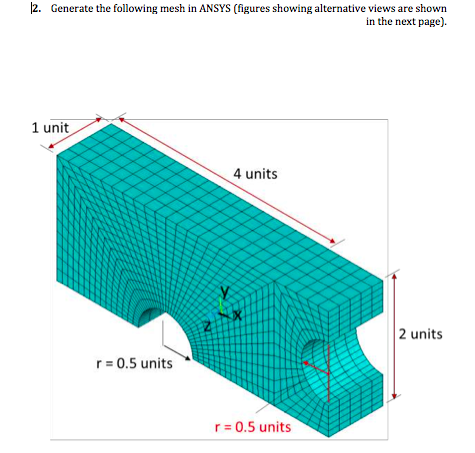 2. Generate the following mesh in ANSYS (figures showing alternative views are shown
in the next page).
1 unit
4 units
Y
X
Z
2 units
r = 0.5 units
r = 0.5 units